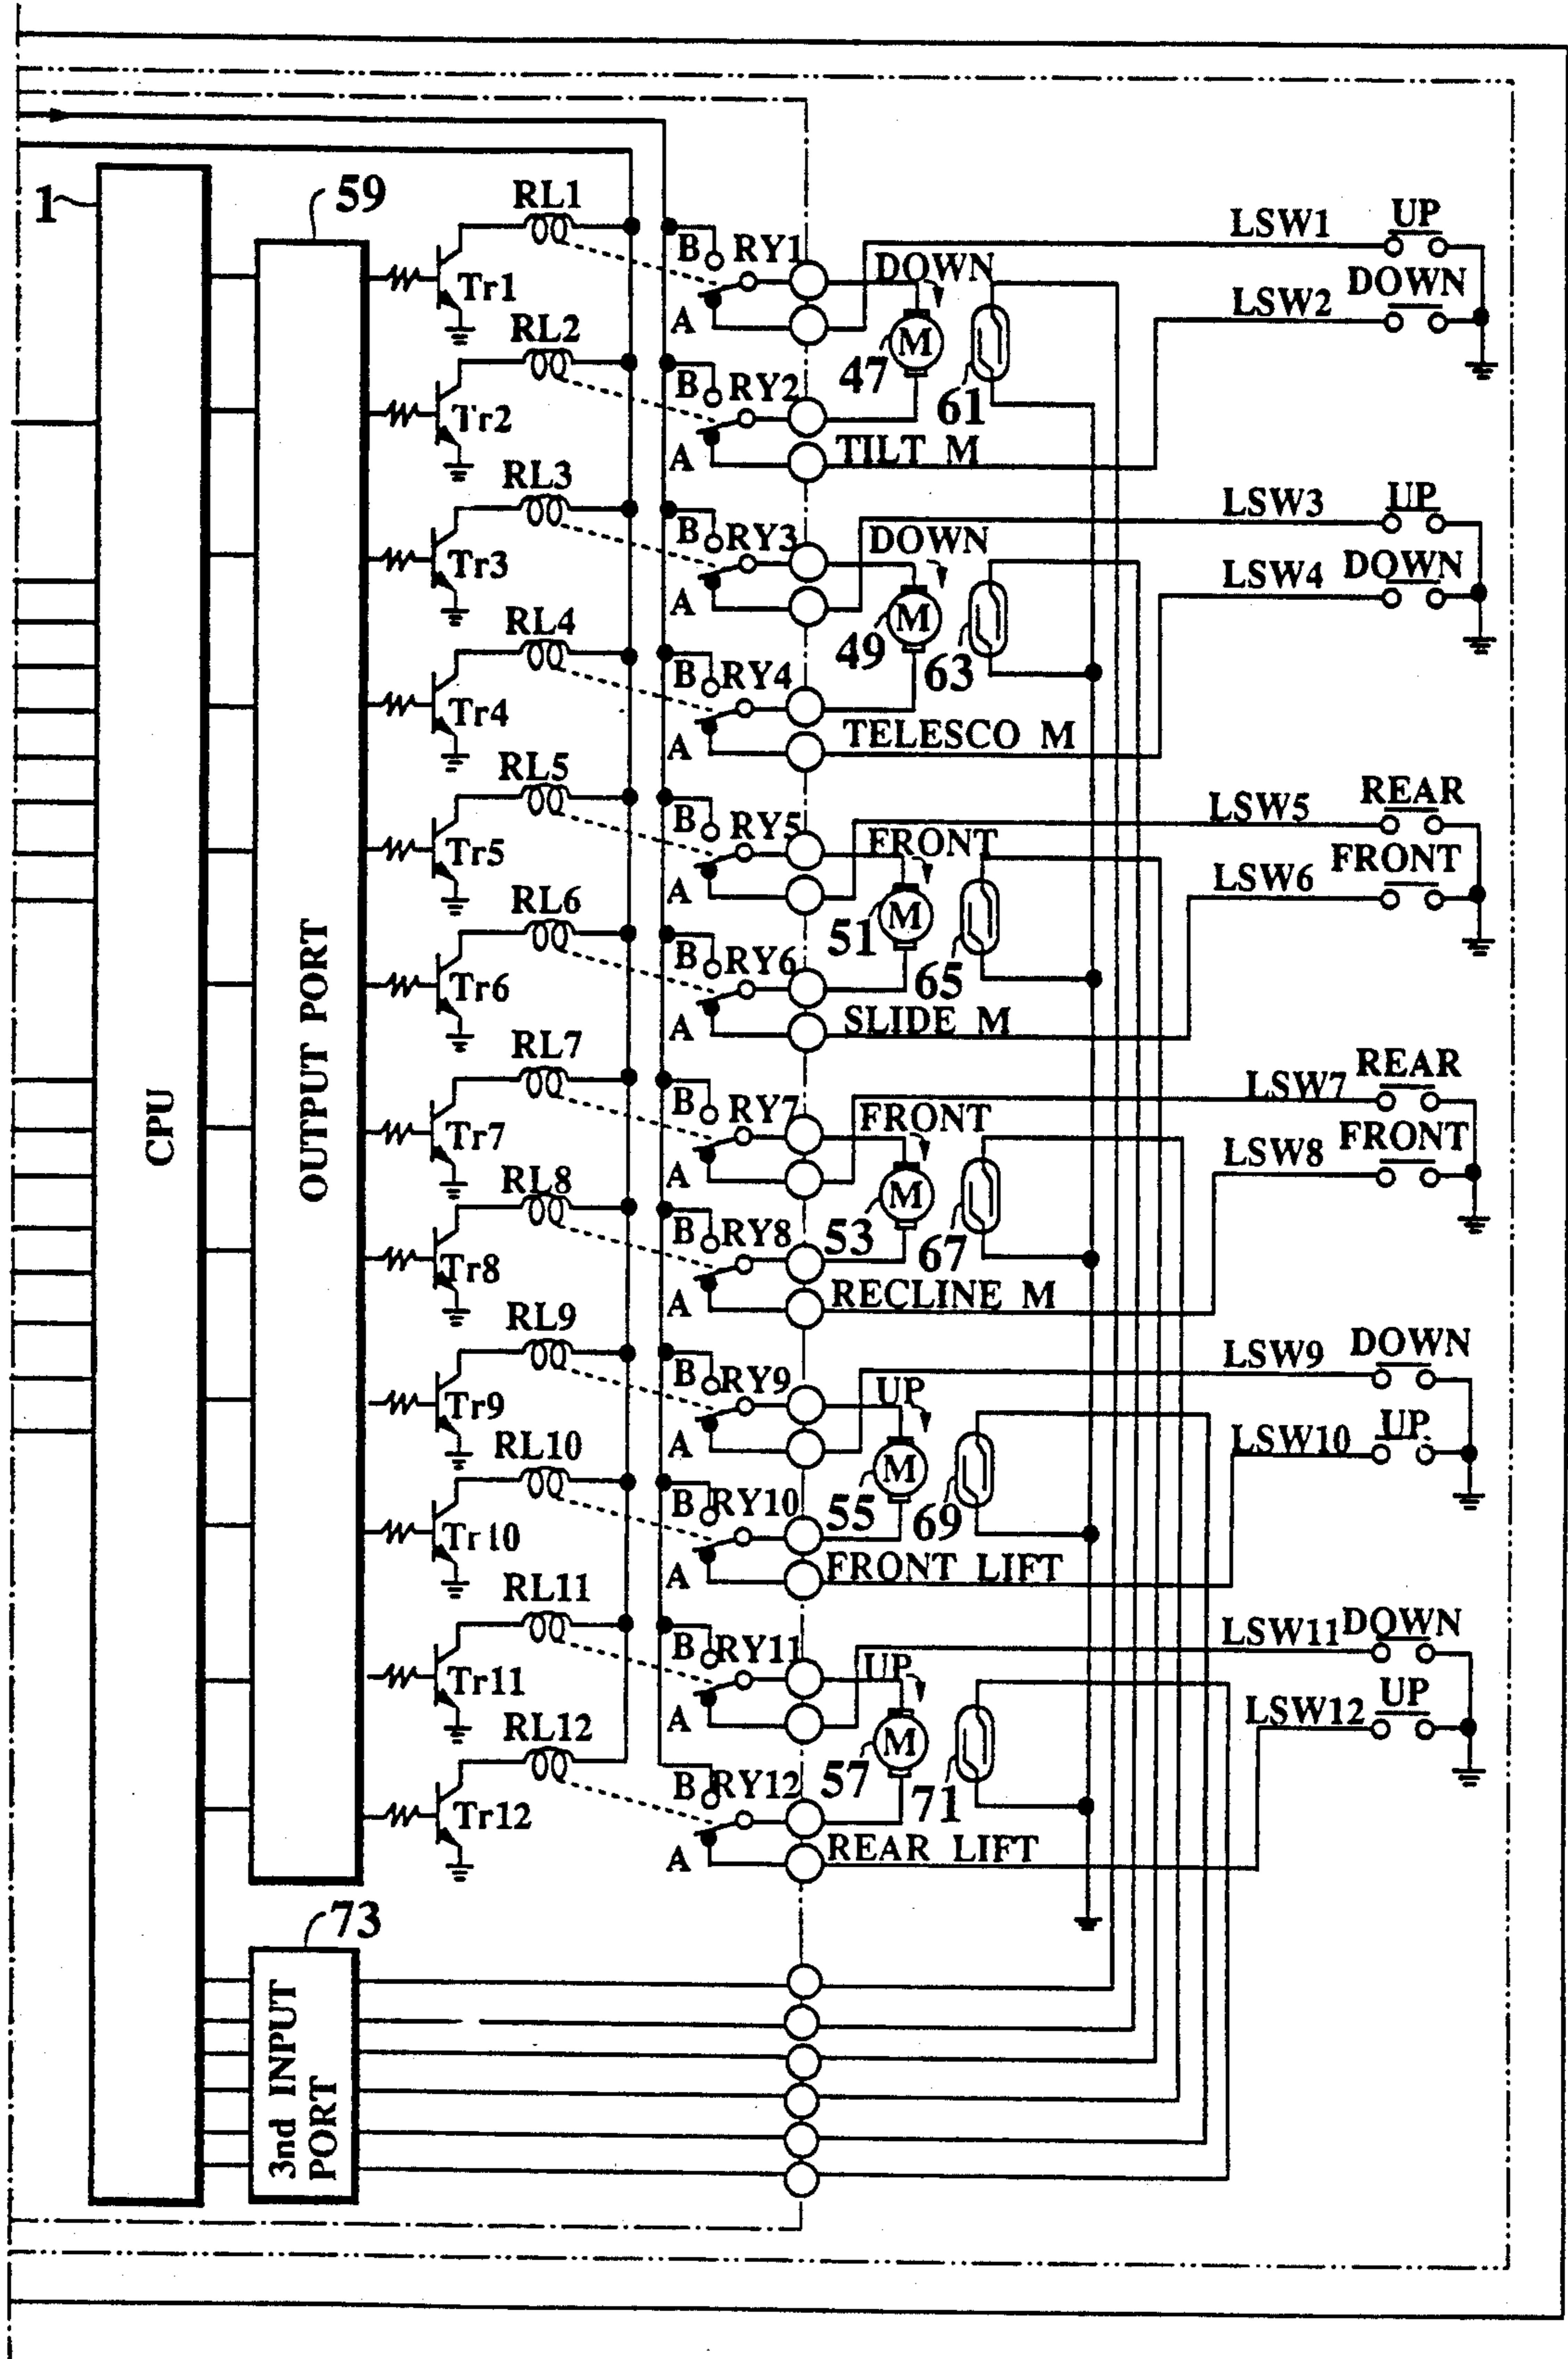 1
59
CPU
OUTPUT PORT
73
3nd INPUT
PORT
RL1
Tr1
B
RY1
A
DOWN
LSW1
UP
RL2
Tr2
B
RY2
A
M
47
61
TILT M
LSW2
DOWN
RL3
Tr3
B
RY3
A
DOWN
LSW3
UP
RL4
Tr4
B
RY4
A
M
49
63
TELESCO M
LSW4
DOWN
RL5
Tr5
B
RY5
A
FRONT
LSW5
REAR
RL6
Tr6
B
RY6
A
M
51
65
SLIDE M
LSW6
FRONT
RL7
Tr7
B
RY7
A
FRONT
LSW7
REAR
RL8
Tr8
B
RY8
A
M
53
67
RECLINE M
LSW8
FRONT
RL9
Tr9
B
RY9
A
UP
LSW9
DOWN
RL10
Tr10
B
RY10
A
M
55
69
FRONT LIFT
LSW10
UP
RL11
Tr11
B
RY11
A
UP
LSW11
DOWN
RL12
Tr12
B
RY12
A
M
57
71
REAR LIFT
LSW12
UP